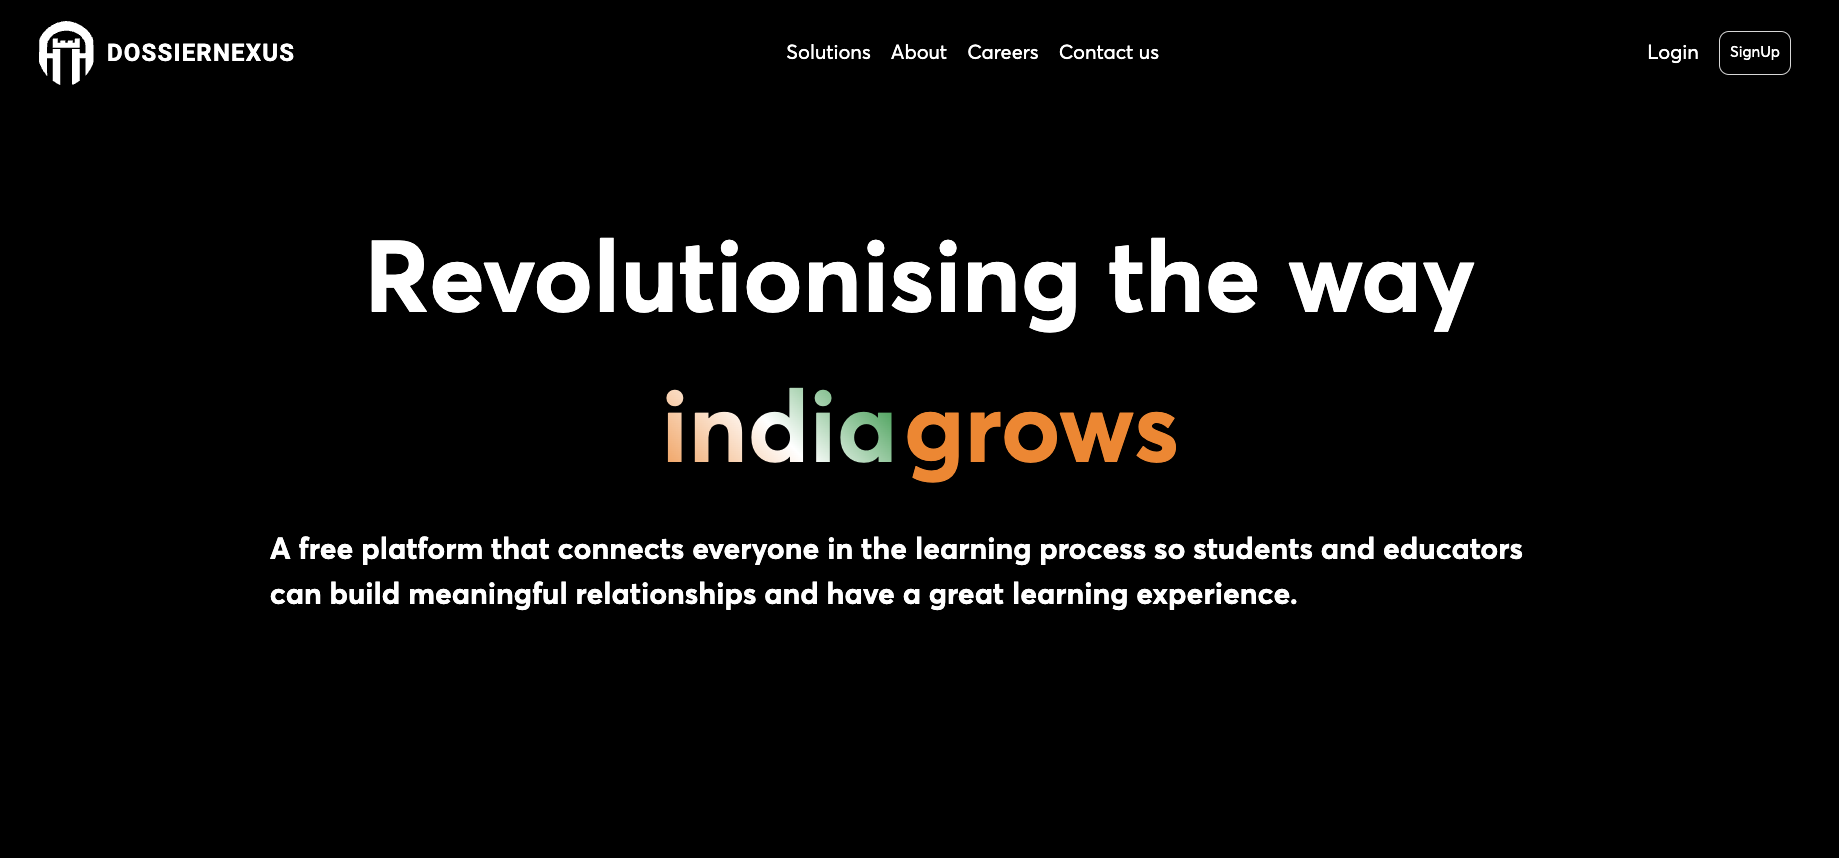 DOSSIERNEXUS
Solutions About Careers Contact us
Login SignUp
Revolutionising the way
india grows
A free platform that connects everyone in the learning process so students and educators
can build meaningful relationships and have a great learning experience.